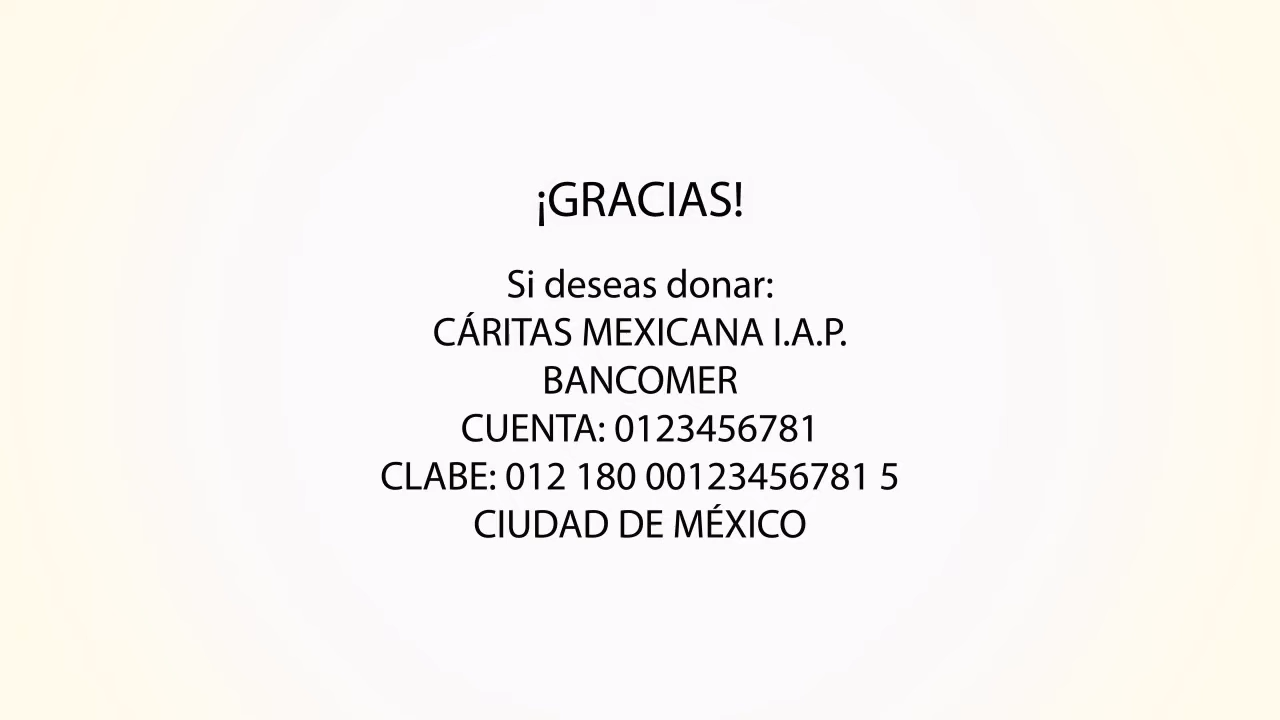 ¡GRACIAS!
Si deseas donar:
CÁRITAS MEXICANA I.A.P.
BANCOMER
CUENTA: 0123456781
CLABE: 012 180 00123456781 5
CIUDAD DE MÉXICO